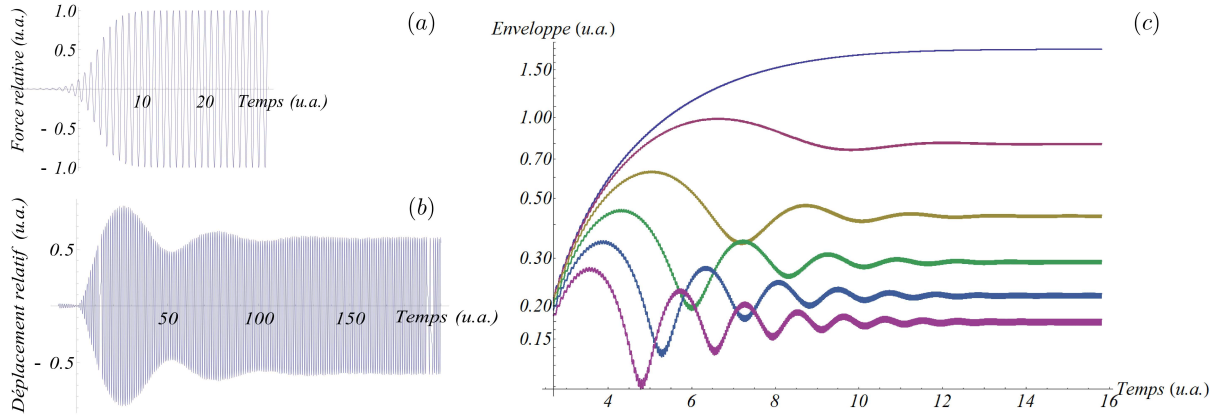 (a)
Force relative (u.a.)
1.0
0.5
- 0.5
- 1.0
10
20
Temps (u.a.)
(b)
Déplacement relatif (u.a.)
0.5
- 0.5
50
100
150
Temps (u.a.)
(c)
Enveloppe (u.a.)
1.50
1.00
0.70
0.50
0.30
0.20
0.15
4
6
8
10
12
14
16
Temps (u.a.)